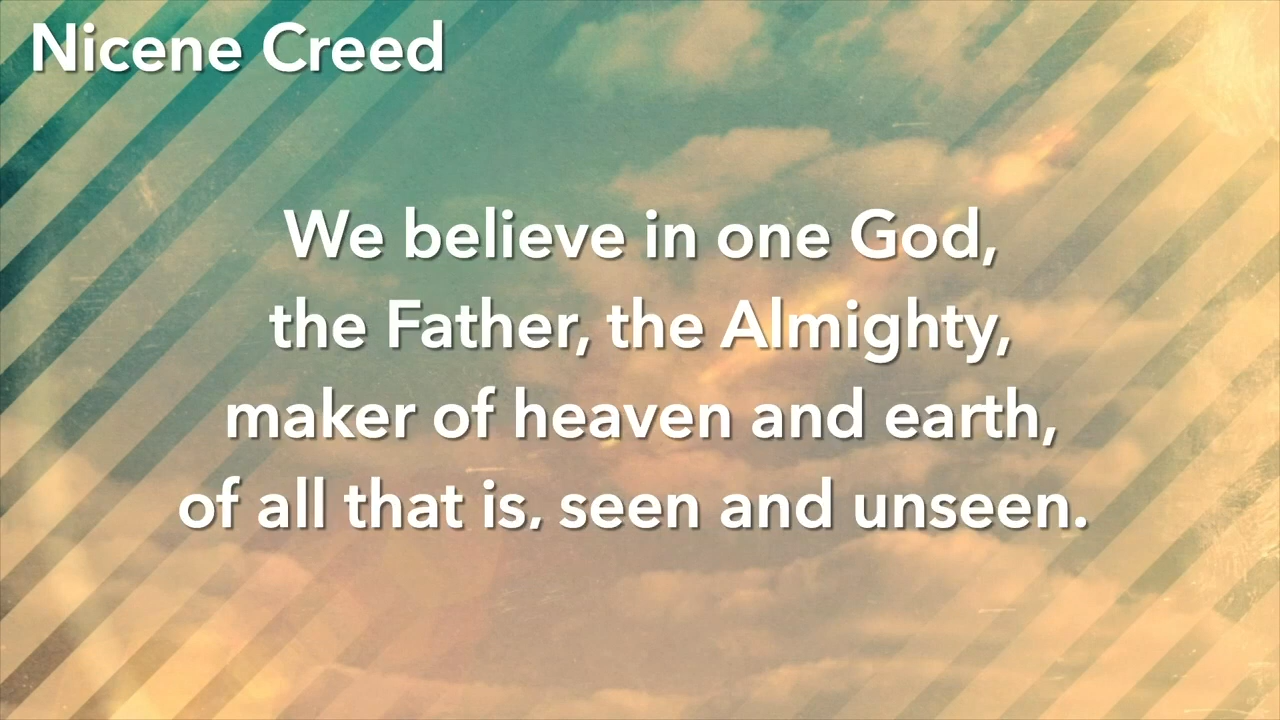 Nicene Creed
We believe in one God,
the Father, the Almighty,
maker of heaven and earth,
of all that is, seen and unseen.